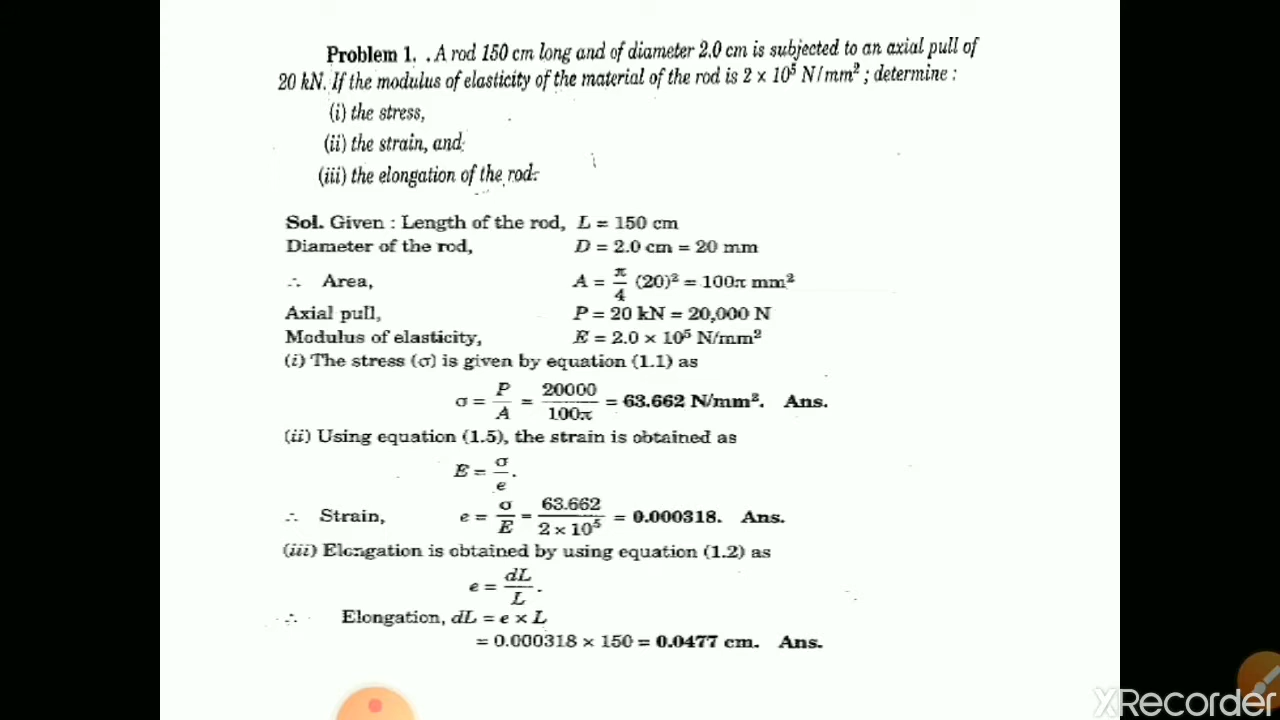 Problem 1. . A rod 150 cm long and of diameter 2.0 cm is subjected to an axial pull of
20 kN. If the modulus of elasticity of the material of the rod is 2 × 10⁵ N/mm² ; determine :
(i) the stress,
(ii) the strain, and
(iii) the elongation of the rod.
Sol. Given : Length of the rod, L = 150 cm
Diameter of the rod, D = 2.0 cm = 20 mm
∴ Area, A = π/4 (20)² = 100π mm²
Axial pull, P = 20 kN = 20,000 N
Modulus of elasticity, E = 2.0 × 10⁵ N/mm²
(i) The stress (σ) is given by equation (1.1) as
σ = P/A = 20000/100π = 63.662 N/mm². Ans.
(ii) Using equation (1.5), the strain is obtained as
E = σ/e.
∴ Strain, e = σ/E = 63.662/2 × 10⁵ = 0.000318. Ans.
(iii) Elongation is obtained by using equation (1.2) as
e = dL/L.
∴ Elongation, dL = e × L
= 0.000318 × 150 = 0.0477 cm. Ans.
XRecorder